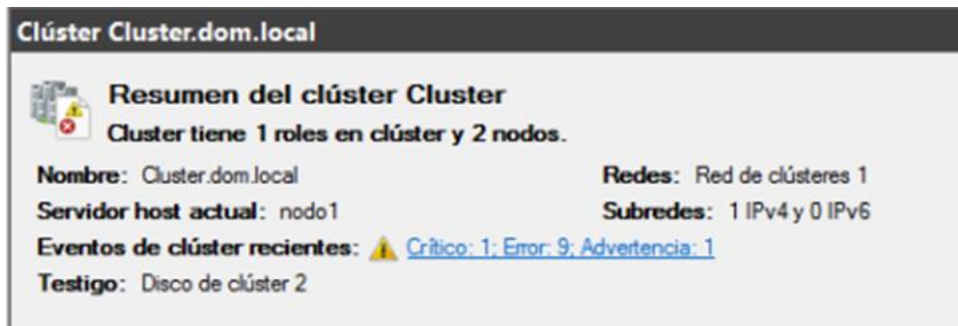 Clúster Cluster.dom.local
Resumen del clúster Cluster
Cluster tiene 1 roles en clúster y 2 nodos.
Nombre: Cluster.dom.local
Redes: Red de clústeres 1
Servidor host actual: nodo1
Subredes: 1 IPv4 y 0 IPv6
Eventos de clúster recientes: Crítico: 1; Error: 9; Advertencia: 1
Testigo: Disco de clúster 2